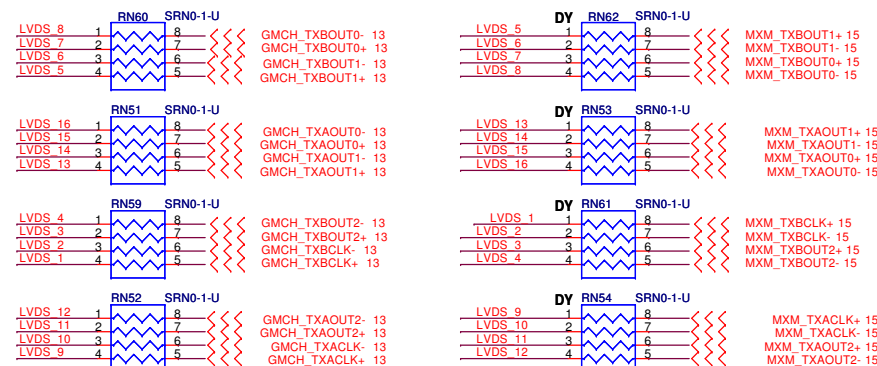 RN60 SRN0-1-U
LVDS_8 1 8 GMCH_TXBOUT0- 13
LVDS_7 2 7 GMCH_TXBOUT0+ 13
LVDS_6 3 6 GMCH_TXBOUT1- 13
LVDS_5 4 5 GMCH_TXBOUT1+ 13
DY RN62 SRN0-1-U
LVDS_5 1 8 MXM_TXBOUT1+ 15
LVDS_6 2 7 MXM_TXBOUT1- 15
LVDS_7 3 6 MXM_TXBOUT0+ 15
LVDS_8 4 5 MXM_TXBOUT0- 15
RN51 SRN0-1-U
LVDS_16 1 8 GMCH_TXAOUT0- 13
LVDS_15 2 7 GMCH_TXAOUT0+ 13
LVDS_14 3 6 GMCH_TXAOUT1- 13
LVDS_13 4 5 GMCH_TXAOUT1+ 13
DY RN53 SRN0-1-U
LVDS_13 1 8 MXM_TXAOUT1+ 15
LVDS_14 2 7 MXM_TXAOUT1- 15
LVDS_15 3 6 MXM_TXAOUT0+ 15
LVDS_16 4 5 MXM_TXAOUT0- 15
RN59 SRN0-1-U
LVDS_4 1 8 GMCH_TXBOUT2- 13
LVDS_3 2 7 GMCH_TXBOUT2+ 13
LVDS_2 3 6 GMCH_TXBCLK- 13
LVDS_1 4 5 GMCH_TXBCLK+ 13
DY RN61 SRN0-1-U
LVDS_1 1 8 MXM_TXBCLK+ 15
LVDS_2 2 7 MXM_TXBCLK- 15
LVDS_3 3 6 MXM_TXBOUT2+ 15
LVDS_4 4 5 MXM_TXBOUT2- 15
RN52 SRN0-1-U
LVDS_12 1 8 GMCH_TXAOUT2- 13
LVDS_11 2 7 GMCH_TXAOUT2+ 13
LVDS_10 3 6 GMCH_TXACLK- 13
LVDS_9 4 5 GMCH_TXACLK+ 13
DY RN54 SRN0-1-U
LVDS_9 1 8 MXM_TXACLK+ 15
LVDS_10 2 7 MXM_TXACLK- 15
LVDS_11 3 6 MXM_TXAOUT2+ 15
LVDS_12 4 5 MXM_TXAOUT2- 15